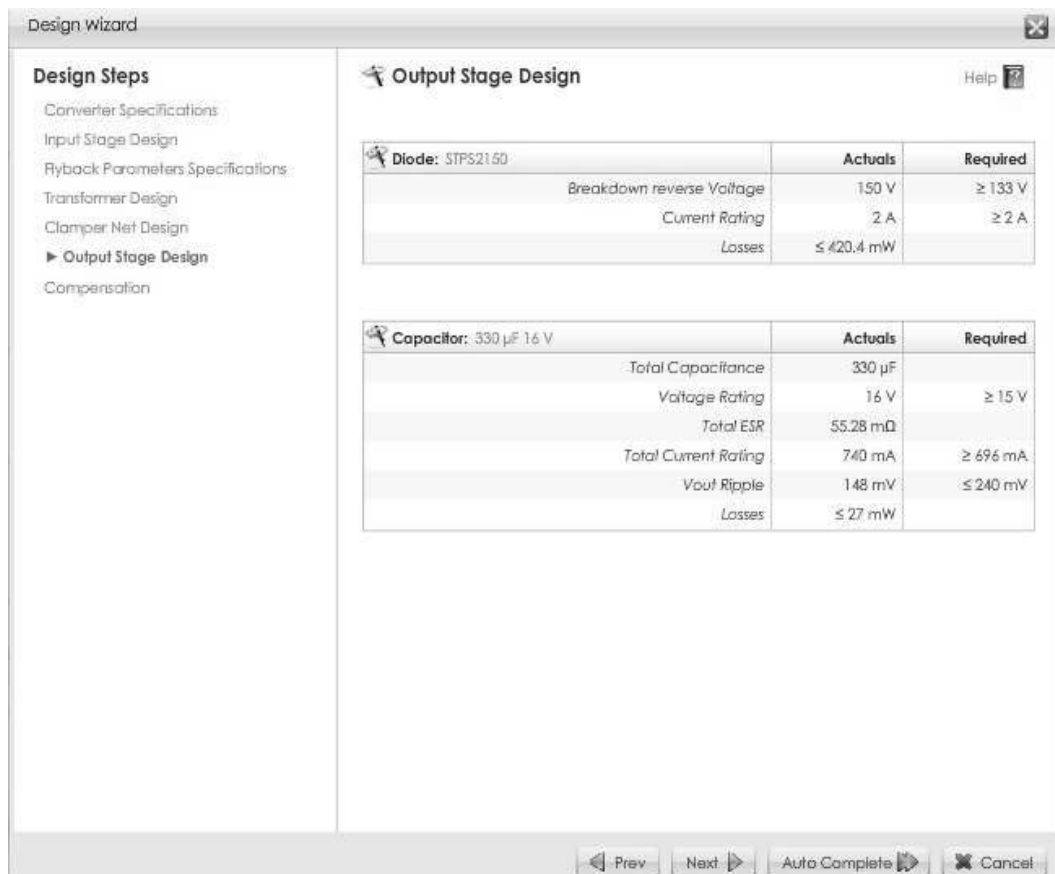 Design Wizard
Design Steps
Converter Specifications
Input Stage Design
Flyback Parameters Specifications
Transformer Design
Clamper Net Design
► Output Stage Design
Compensation
Output Stage Design
Help
Diode: STPS2150 Actuals Required
Breakdown reverse Voltage 150 V ≥ 133 V
Current Rating 2 A ≥ 2 A
Losses ≤ 420.4 mW
Capacitor: 330 µF 16 V Actuals Required
Total Capacitance 330 µF
Voltage Rating 16 V ≥ 15 V
Total ESR 55.28 mΩ
Total Current Rating 740 mA ≥ 696 mA
Vout Ripple 148 mV ≤ 240 mV
Losses ≤ 27 mW
Prev Next Auto Complete Cancel